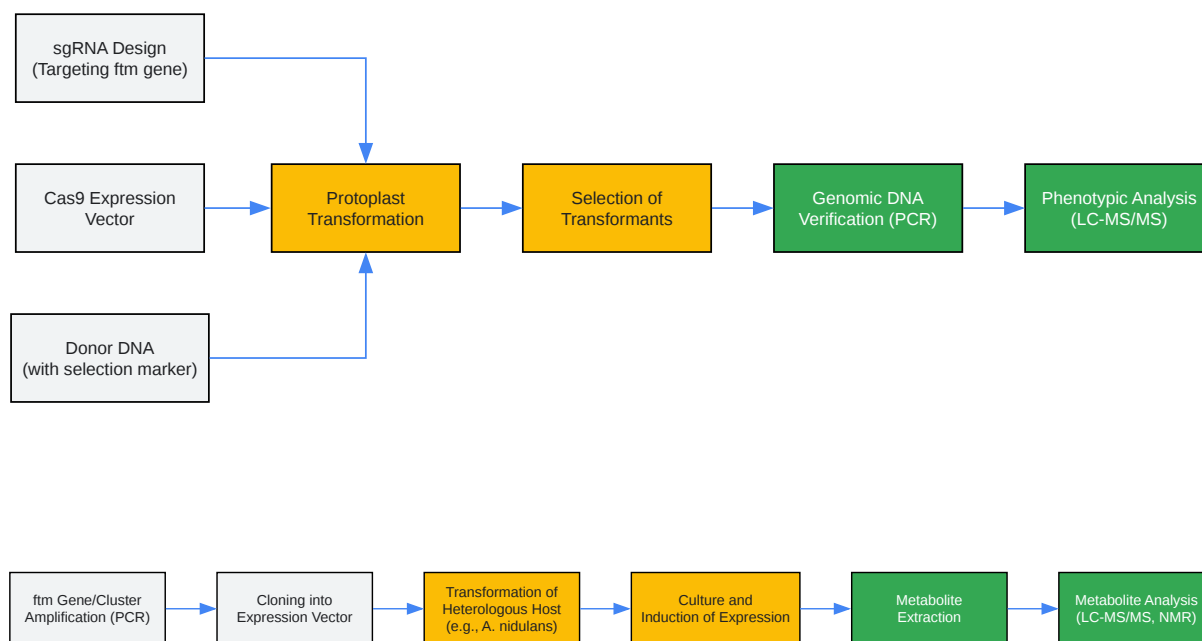 sgRNA Design
(Targeting ftm gene)
Cas9 Expression
Vector
Donor DNA
(with selection marker)
Protoplast
Transformation
Selection of
Transformants
Genomic DNA
Verification (PCR)
Phenotypic Analysis
(LC-MS/MS)
ftm Gene/Cluster
Amplification (PCR)
Cloning into
Expression Vector
Transformation of
Heterologous Host
(e.g., A. nidulans)
Culture and
Induction of Expression
Metabolite
Extraction
Metabolite Analysis
(LC-MS/MS, NMR)